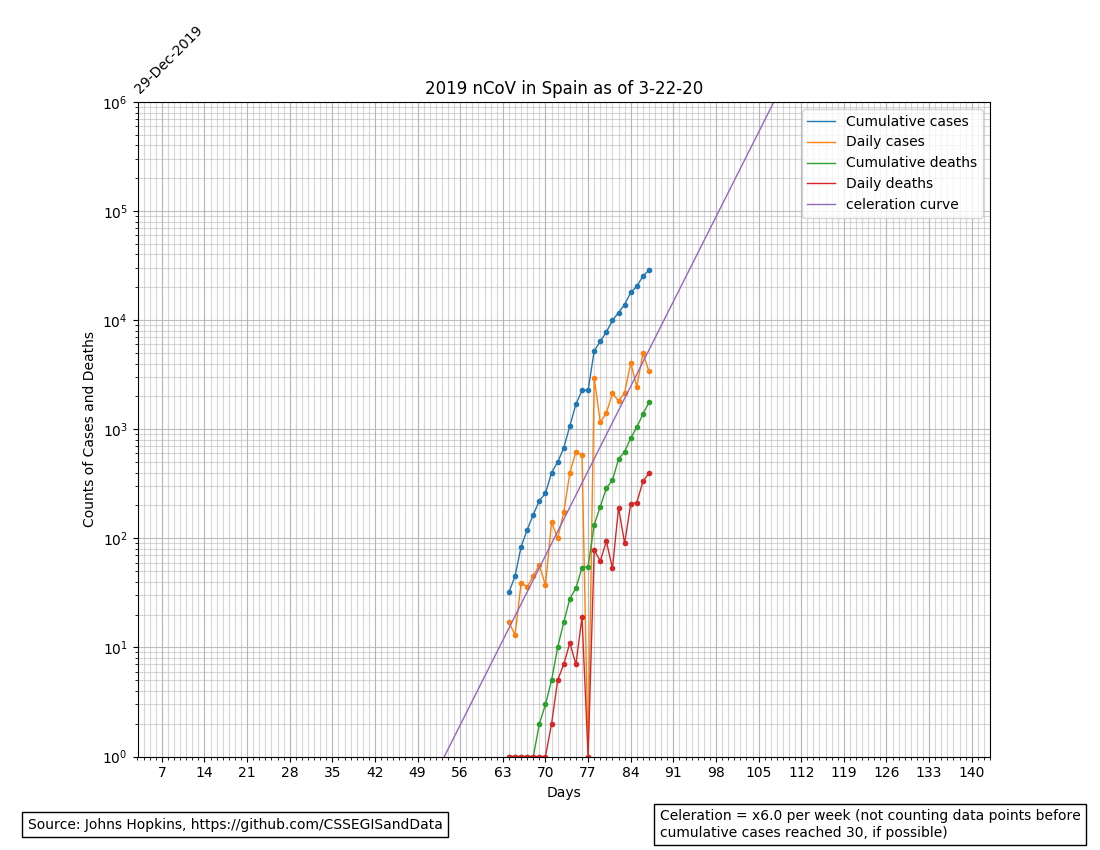 29-Dec-2019
2019 nCoV in Spain as of 3-22-20
Cumulative cases
Daily cases
Cumulative deaths
Daily deaths
celeration curve
Counts of Cases and Deaths
10^6
10^5
10^4
10^3
10^2
10^1
10^0
7 14 21 28 35 42 49 56 63 70 77 84 91 98 105 112 119 126 133 140
Days
Source: Johns Hopkins, https://github.com/CSSEGISandData
Celeration = x6.0 per week (not counting data points before
cumulative cases reached 30, if possible)